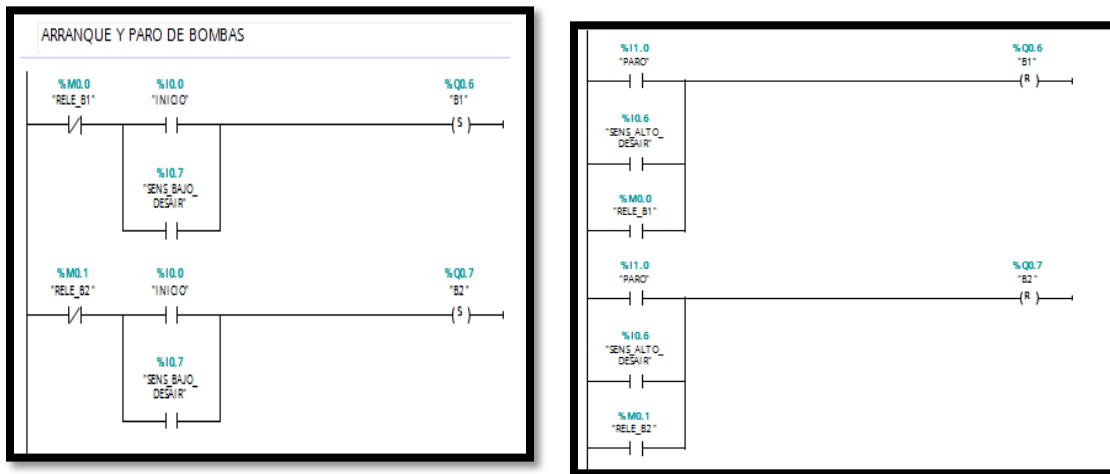 ARRANQUE Y PARO DE BOMBAS
%M0.0 %I0.0 %Q0.6
"RELE_B1" "INICIO" "B1"
S
%I0.7
"SENS_BAJO_
DESAIR"
%M0.1 %I0.0 %Q0.7
"RELE_B2" "INICIO" "B2"
S
%I0.7
"SENS_BAJO_
DESAIR"
%I1.0 %Q0.6
"PARO" "B1"
R
%I0.6
"SENS_ALTO_
DESAIR"
%M0.0
"RELE_B1"
%I1.0 %Q0.7
"PARO" "B2"
R
%I0.6
"SENS_ALTO_
DESAIR"
%M0.1
"RELE_B2"